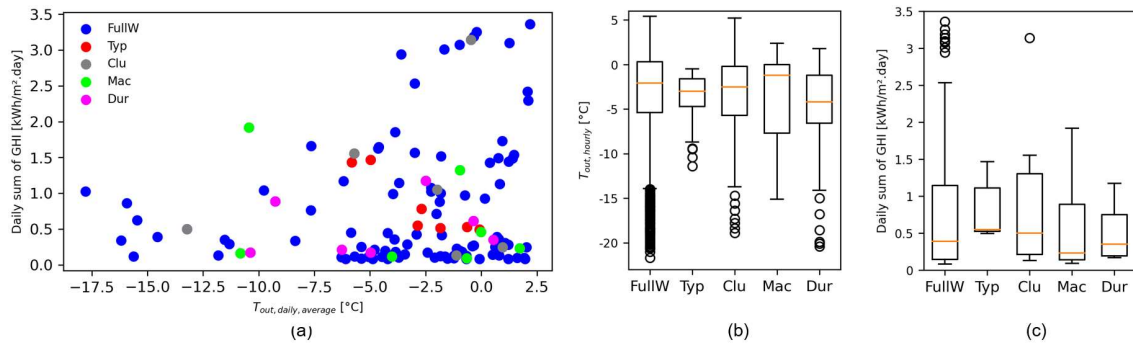 Daily sum of GHI [kWh/m².day]
3.5
3.0
2.5
2.0
1.5
1.0
0.5
0.0
FullW
Typ
Clu
Mac
Dur
−17.5 −15.0 −12.5 −10.0 −7.5 −5.0 −2.5 0.0 2.5
T_out,daily,average [°C]
(a)
T_out,hourly [°C]
5
0
−5
−10
−15
−20
FullW Typ Clu Mac Dur
(b)
Daily sum of GHI [kWh/m².day]
3.5
3.0
2.5
2.0
1.5
1.0
0.5
0
FullW Typ Clu Mac Dur
(c)